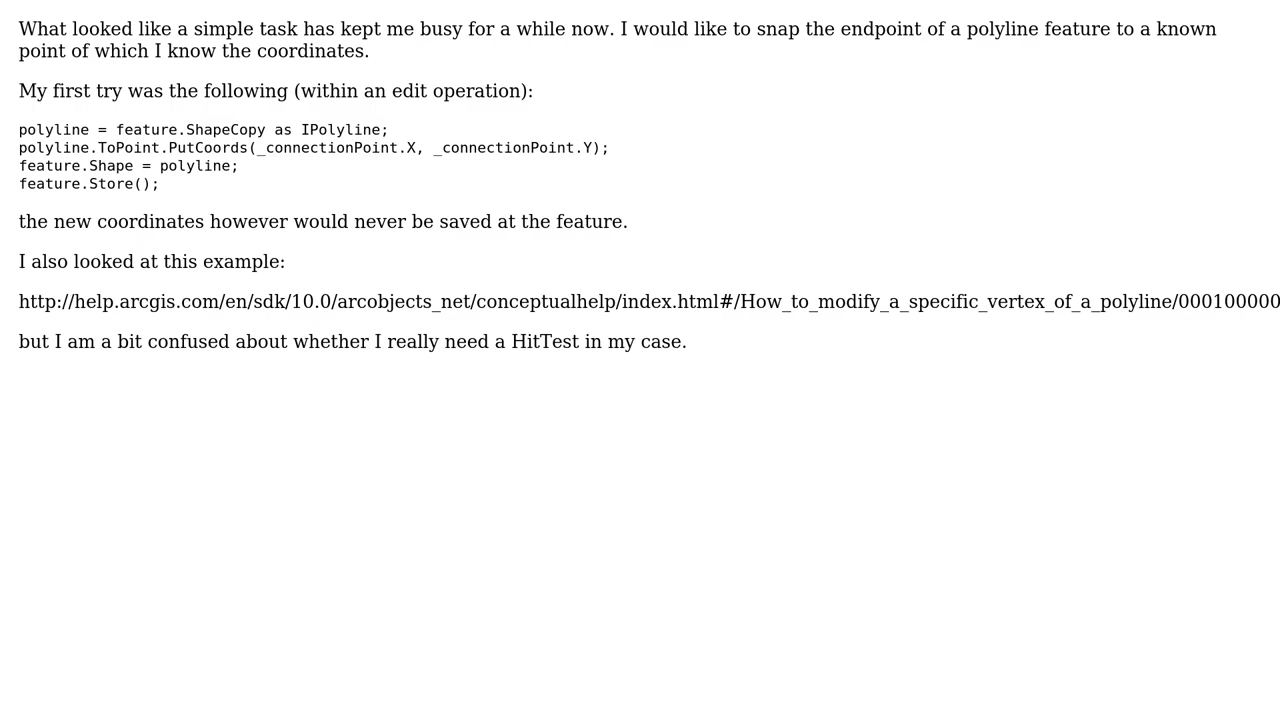 What looked like a simple task has kept me busy for a while now. I would like to snap the endpoint of a polyline feature to a known
point of which I know the coordinates.
My first try was the following (within an edit operation):
polyline = feature.ShapeCopy as IPolyline;
polyline.ToPoint.PutCoords(_connectionPoint.X, _connectionPoint.Y);
feature.Shape = polyline;
feature.Store();
the new coordinates however would never be saved at the feature.
I also looked at this example:
http://help.arcgis.com/en/sdk/10.0/arcobjects_net/conceptualhelp/index.html#/How_to_modify_a_specific_vertex_of_a_polyline/000100000
but I am a bit confused about whether I really need a HitTest in my case.